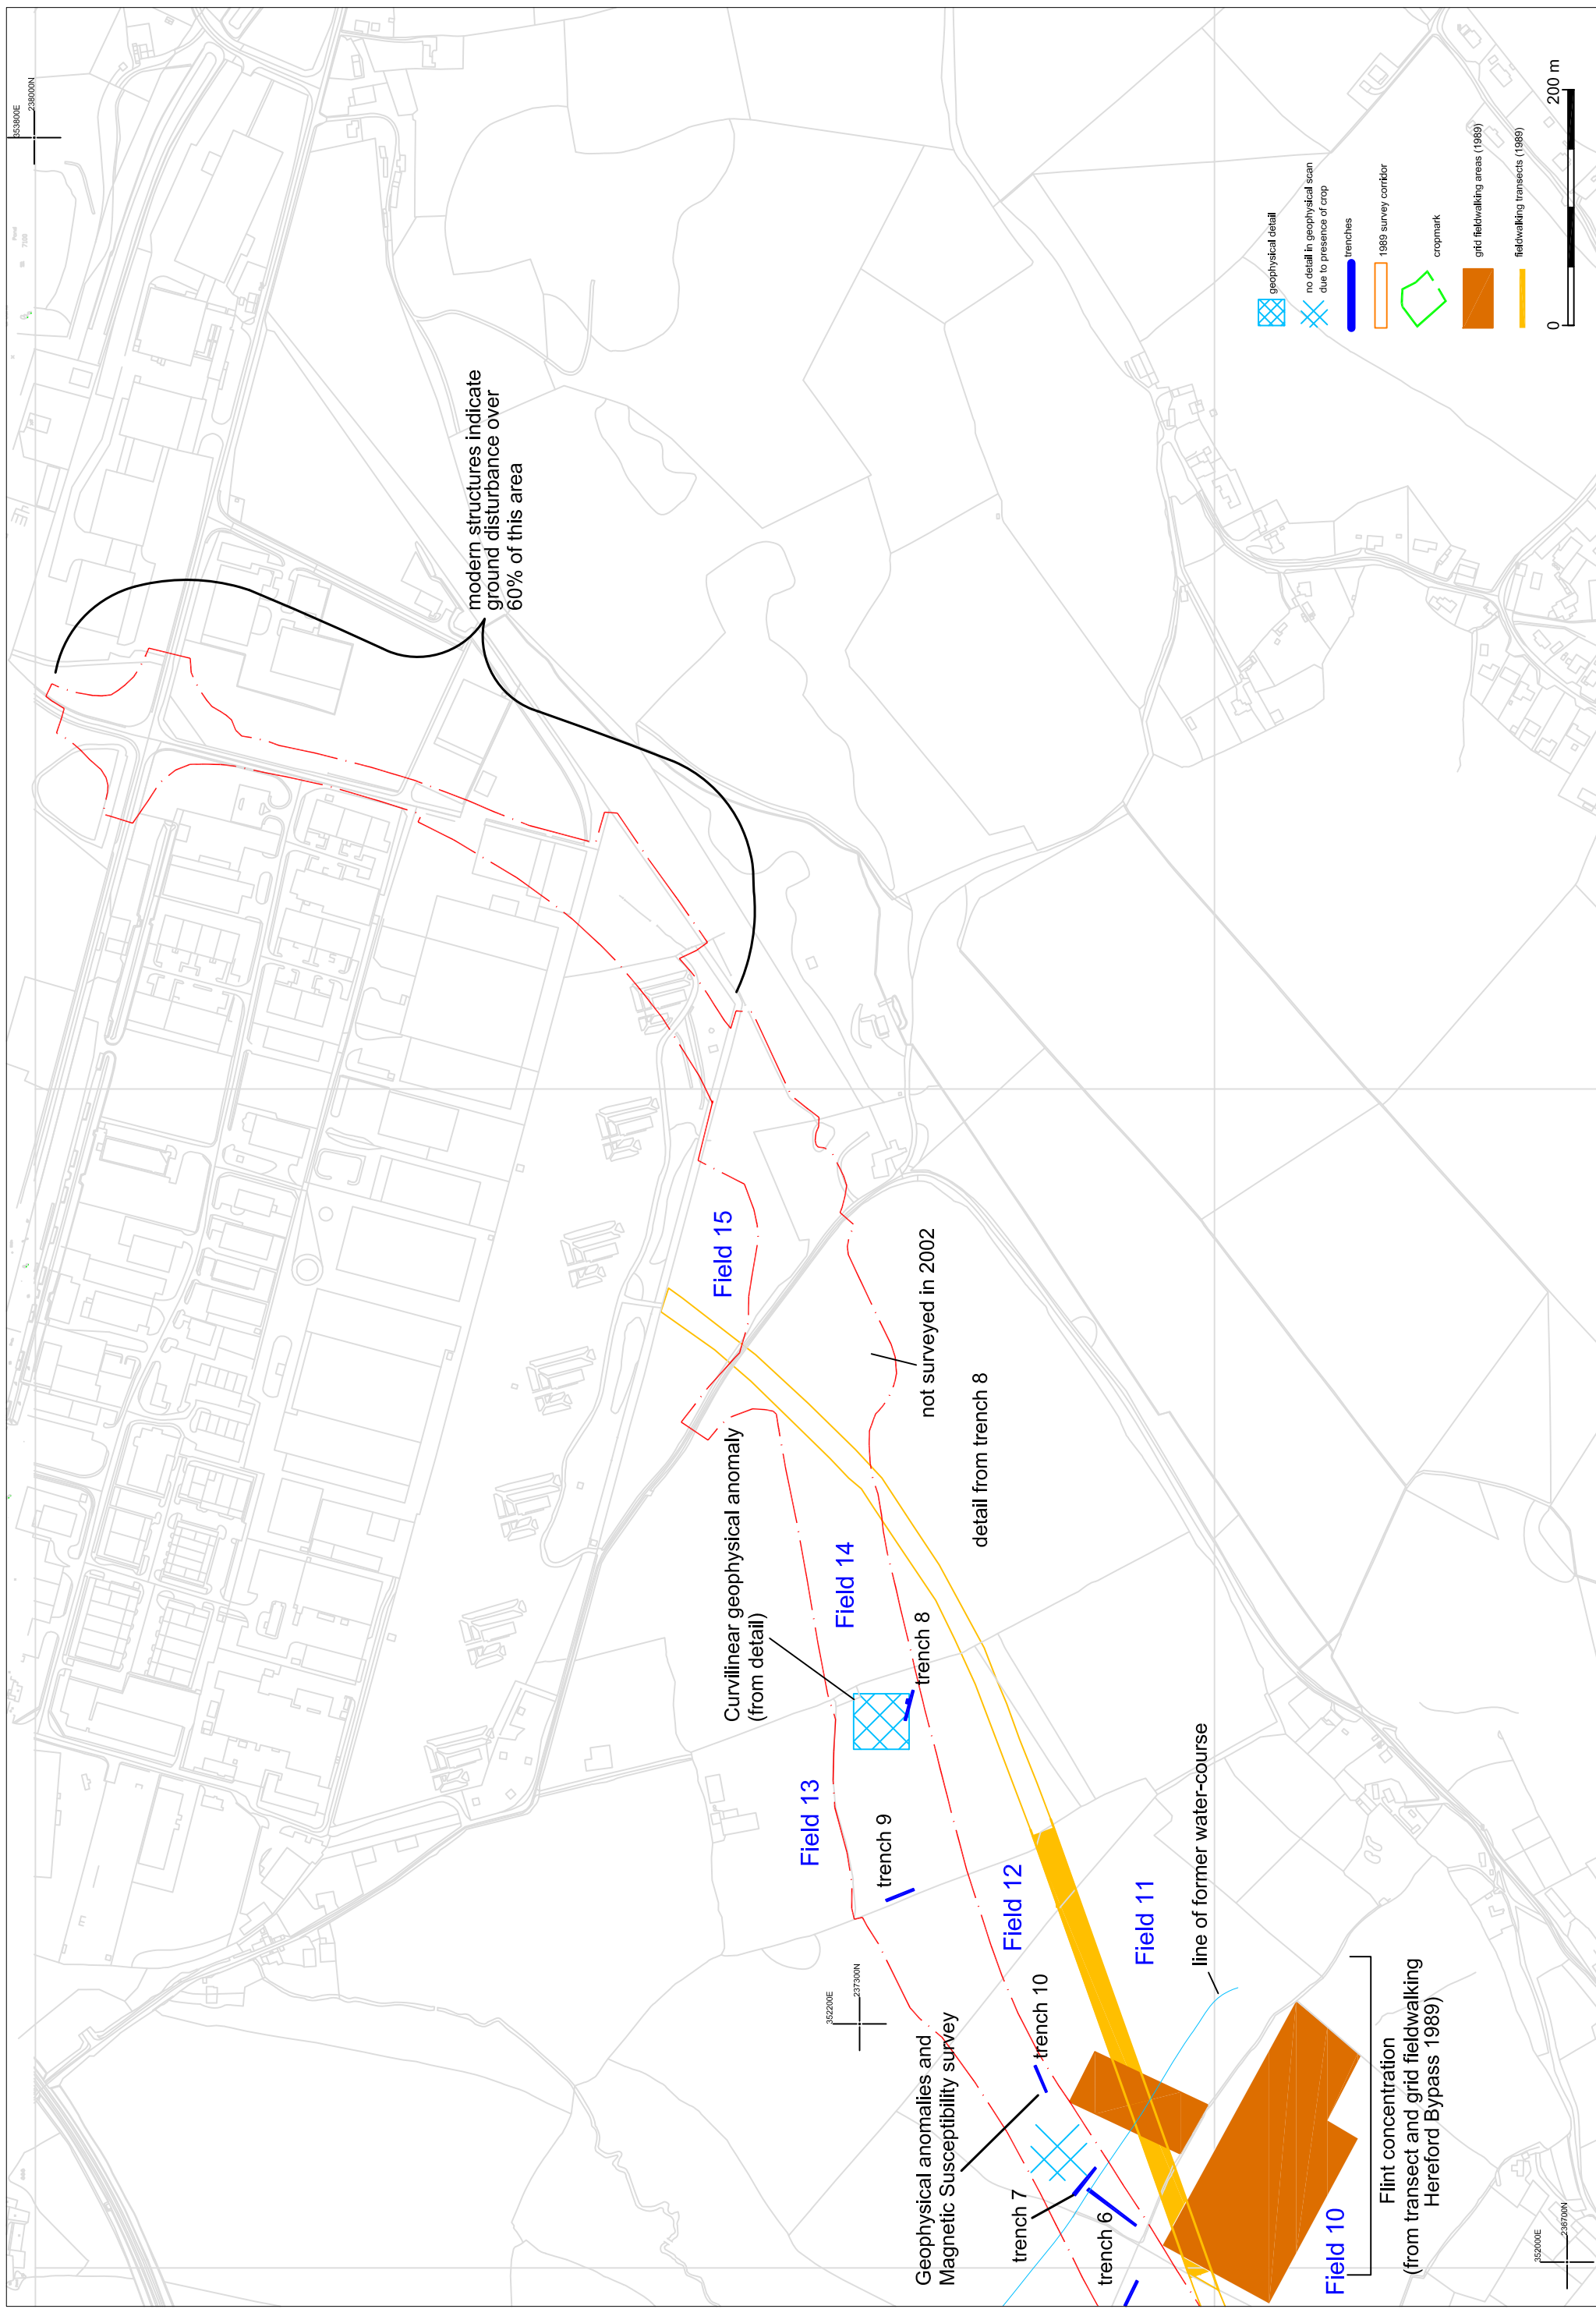 353800E
238000N
modern structures indicate
ground disturbance over
60% of this area
geophysical detail
no detail in geophysical scan
due to presence of crop
trenches
1989 survey corridor
cropmark
grid fieldwalking areas (1989)
fieldwalking transects (1989)
0
200 m
Field 15
not surveyed in 2002
detail from trench 8
Curvilinear geophysical anomaly
(from detail)
Field 14
trench 8
Field 13
trench 9
Field 12
Field 11
line of former water-course
352200E
237300N
Geophysical anomalies and
Magnetic Susceptibility survey
trench 10
trench 7
trench 6
Field 10
Flint concentration
(from transect and grid fieldwalking
Hereford Bypass 1989)
352000E
236700N